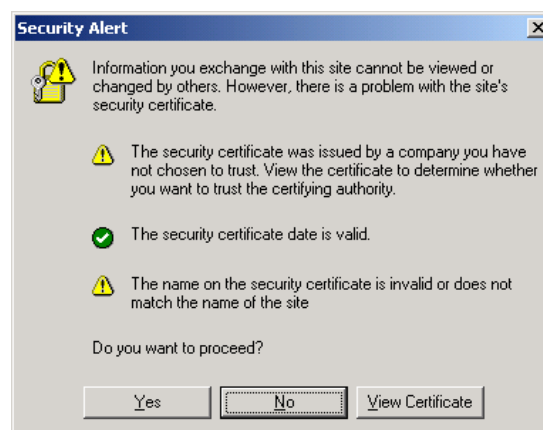 Security Alert
Information you exchange with this site cannot be viewed or
changed by others. However, there is a problem with the site's
security certificate.
The security certificate was issued by a company you have
not chosen to trust. View the certificate to determine whether
you want to trust the certifying authority.
The security certificate date is valid.
The name on the security certificate is invalid or does not
match the name of the site
Do you want to proceed?
Yes No View Certificate